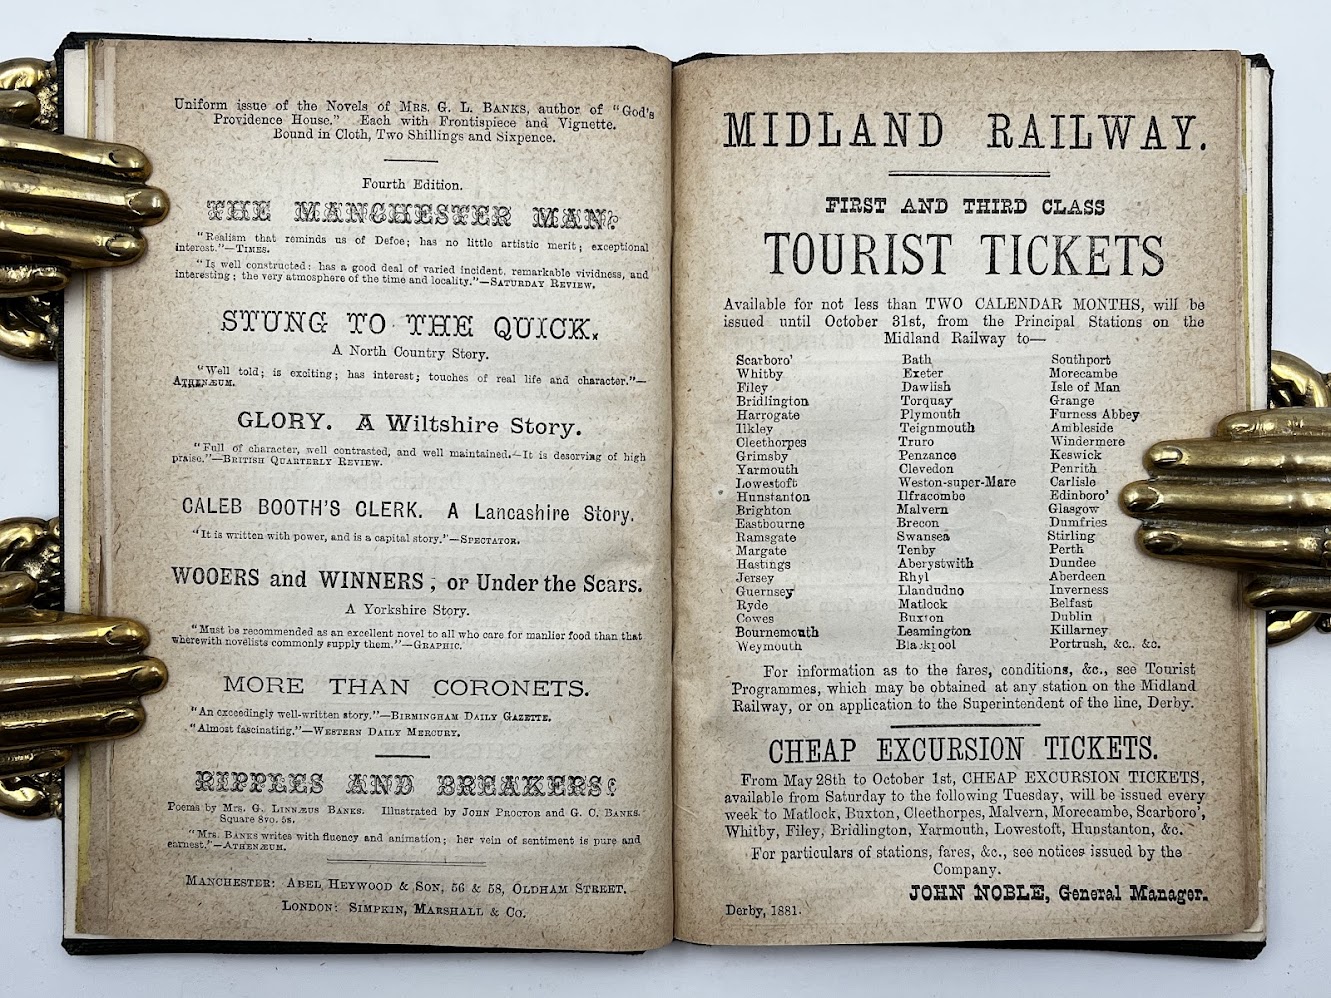 Uniform issue of the Novels of MRS. G. L. BANKS, author of "God's
Providence House." Each with Frontispiece and Vignette.
Bound in Cloth, Two Shillings and Sixpence.
Fourth Edition.
THE MANCHESTER MAN.
"Realism that reminds us of Defoe; has no little artistic merit; exceptional
interest."—TIMES.
"Is well constructed: has a good deal of varied incident, remarkable vividness, and
interesting; the very atmosphere of the time and locality."—SATURDAY REVIEW.
STUNG TO THE QUICK.
A North Country Story.
"Well told; is exciting; has interest; touches of real life and character."—
ATHENÆUM.
GLORY. A Wiltshire Story.
"Full of character, well contrasted, and well maintained.—It is deserving of high
praise."—BRITISH QUARTERLY REVIEW.
CALEB BOOTH'S CLERK. A Lancashire Story.
"It is written with power, and is a capital story."—SPECTATOR.
WOOERS and WINNERS; or Under the Scars.
A Yorkshire Story.
"Must be recommended as an excellent novel to all who care for manlier food than that
wherewith novelists commonly supply them."—GRAPHIC.
MORE THAN CORONETS.
"An exceedingly well-written story."—BIRMINGHAM DAILY GAZETTE.
"Almost fascinating."—WESTERN DAILY MERCURY.
RIPPLES AND BREAKERS:
Poems by MRS. G. LINNÆUS BANKS. Illustrated by JOHN PROCTOR and G. C. BANKS.
Square 8vo. 5s.
"MRS. BANKS writes with fluency and animation; her vein of sentiment is pure and
earnest."—ATHENÆUM.
MANCHESTER: ABEL HEYWOOD & SON, 56 & 58, OLDHAM STREET.
LONDON: SIMPKIN, MARSHALL & CO.
MIDLAND RAILWAY.
FIRST AND THIRD CLASS
TOURIST TICKETS
Available for not less than TWO CALENDAR MONTHS, will be
issued until October 31st, from the Principal Stations on the
Midland Railway to—
Scarboro'
Whitby
Filey
Bridlington
Harrogate
Ilkley
Cleethorpes
Grimsby
Yarmouth
Lowestoft
Hunstanton
Brighton
Eastbourne
Ramsgate
Margate
Hastings
Jersey
Guernsey
Ryde
Cowes
Bournemouth
Weymouth
Bath
Exeter
Dawlish
Torquay
Plymouth
Teignmouth
Truro
Penzance
Clevedon
Weston-super-Mare
Ilfracombe
Malvern
Brecon
Swansea
Tenby
Aberystwith
Rhyl
Llandudno
Matlock
Buxton
Leamington
Blackpool
Southport
Morecambe
Isle of Man
Grange
Furness Abbey
Ambleside
Windermere
Keswick
Penrith
Carlisle
Edinboro'
Glasgow
Dumfries
Stirling
Perth
Dundee
Aberdeen
Inverness
Belfast
Dublin
Killarney
Portrush, &c., &c.
For information as to the fares, conditions, &c., see Tourist
Programmes, which may be obtained at any station on the Midland
Railway, or on application to the Superintendent of the line, Derby.
CHEAP EXCURSION TICKETS.
From May 28th to October 1st, CHEAP EXCURSION TICKETS,
available from Saturday to the following Tuesday, will be issued every
week to Matlock, Buxton, Cleethorpes, Malvern, Morecambe, Scarboro',
Whitby, Filey, Bridlington, Yarmouth, Lowestoft, Hunstanton, &c.
For particulars of stations, fares, &c., see notices issued by the
Company.
JOHN NOBLE, General Manager.
Derby, 1881.